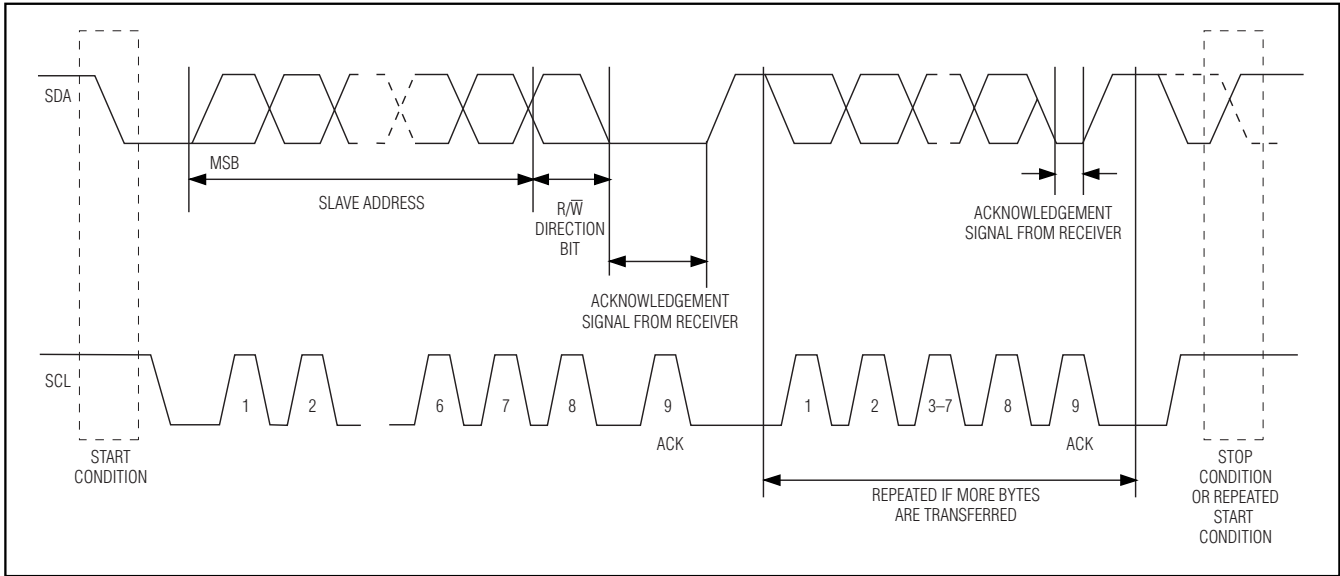 SDA
MSB
SLAVE ADDRESS
R/W̅
DIRECTION
BIT
ACKNOWLEDGEMENT
SIGNAL FROM RECEIVER
ACKNOWLEDGEMENT
SIGNAL FROM RECEIVER
SCL
1
2
6
7
8
9
ACK
1
2
3–7
8
9
ACK
START
CONDITION
REPEATED IF MORE BYTES
ARE TRANSFERRED
STOP
CONDITION
OR REPEATED
START
CONDITION